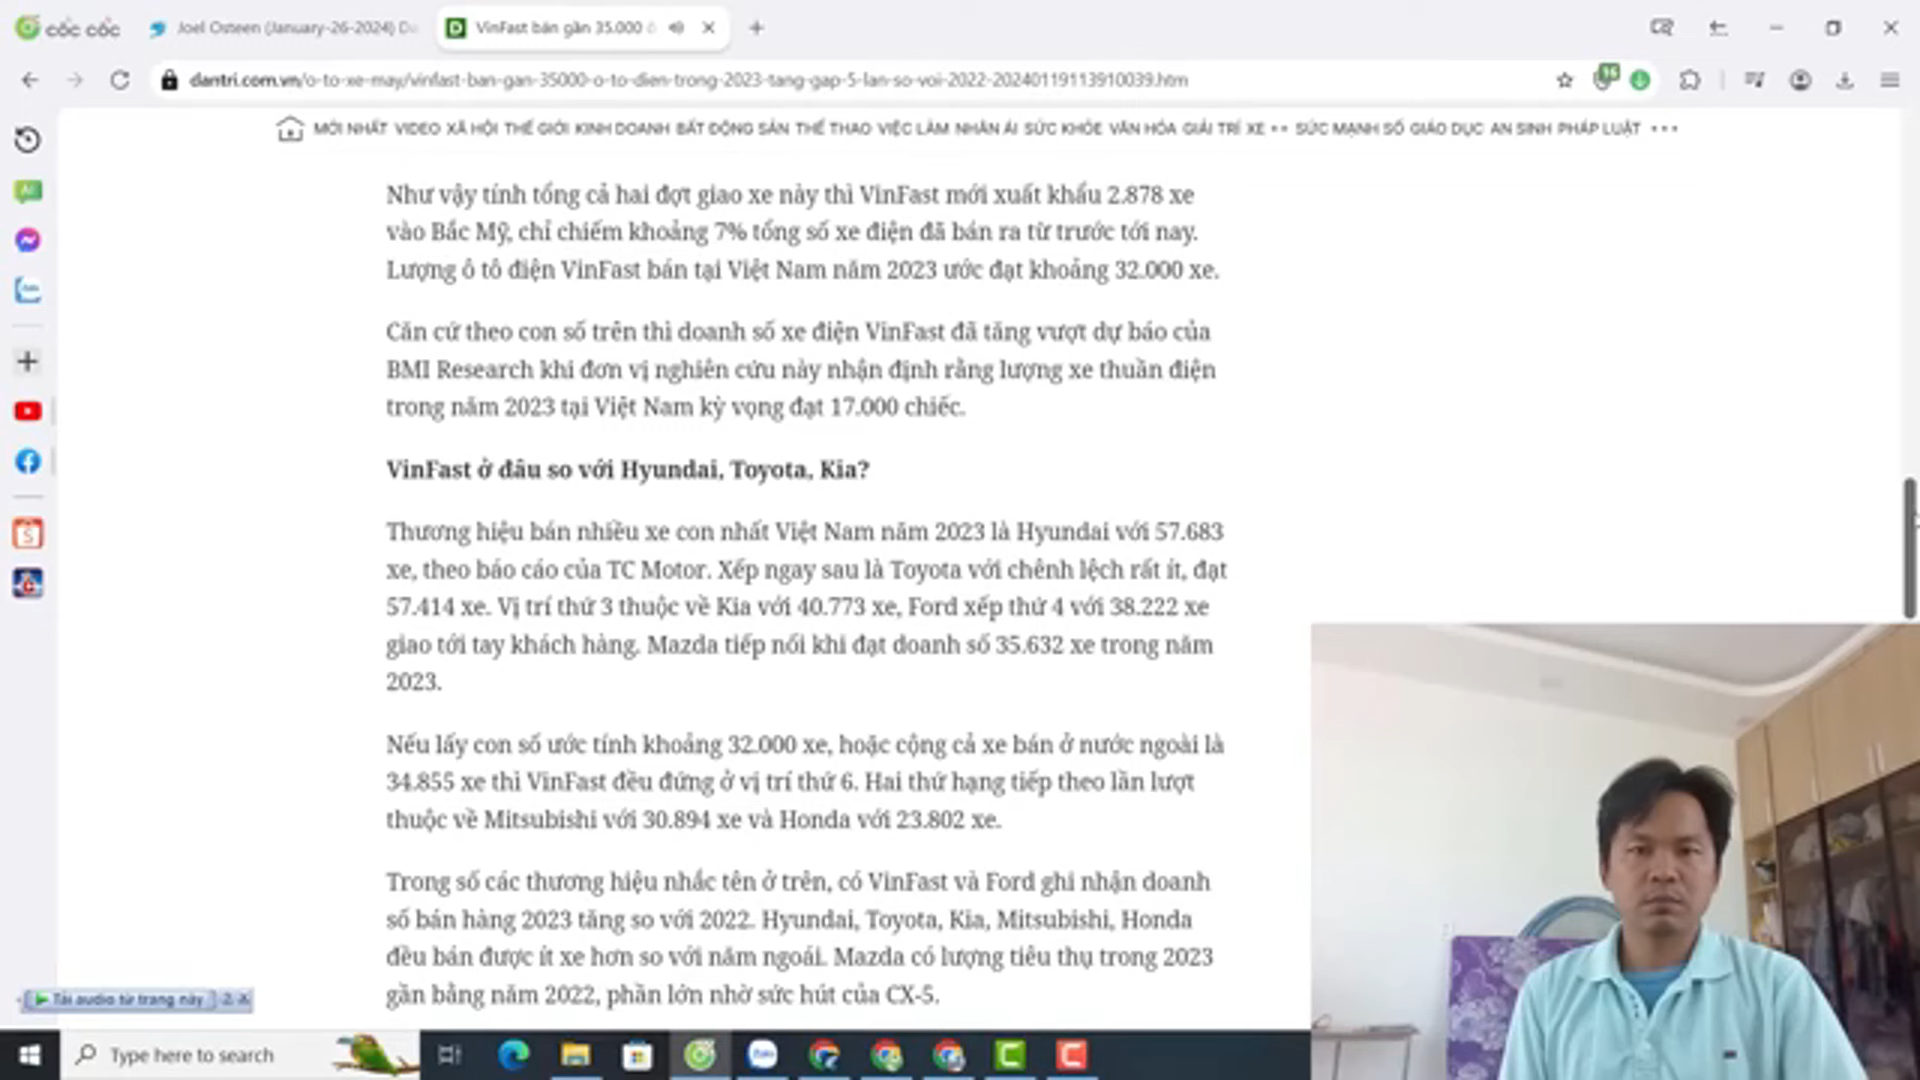 cốc cốc
Joel Osteen (January-26-2024) Da
VinFast bán gần 35.000 ô
dantri.com.vn/o-to-xe-may/vinfast-ban-gan-35000-o-to-dien-trong-2023-tang-gap-5-lan-so-voi-2022-20240119113910039.htm
16
MỚI NHẤT VIDEO XÃ HỘI THẾ GIỚI KINH DOANH BẤT ĐỘNG SẢN THỂ THAO VIỆC LÀM NHÂN ÁI SỨC KHỎE VĂN HÓA GIẢI TRÍ XE ●● SỨC MẠNH SỐ GIÁO DỤC AN SINH PHÁP LUẬT ●●●
Như vậy tính tổng cả hai đợt giao xe này thì VinFast mới xuất khẩu 2.878 xe
vào Bắc Mỹ, chỉ chiếm khoảng 7% tổng số xe điện đã bán ra từ trước tới nay.
Lượng ô tô điện VinFast bán tại Việt Nam năm 2023 ước đạt khoảng 32.000 xe.
Căn cứ theo con số trên thì doanh số xe điện VinFast đã tăng vượt dự báo của
BMI Research khi đơn vị nghiên cứu này nhận định rằng lượng xe thuần điện
trong năm 2023 tại Việt Nam kỳ vọng đạt 17.000 chiếc.
VinFast ở đâu so với Hyundai, Toyota, Kia?
Thương hiệu bán nhiều xe con nhất Việt Nam năm 2023 là Hyundai với 57.683
xe, theo báo cáo của TC Motor. Xếp ngay sau là Toyota với chênh lệch rất ít, đạt
57.414 xe. Vị trí thứ 3 thuộc về Kia với 40.773 xe, Ford xếp thứ 4 với 38.222 xe
giao tới tay khách hàng. Mazda tiếp nối khi đạt doanh số 35.632 xe trong năm
2023.
Nếu lấy con số ước tính khoảng 32.000 xe, hoặc cộng cả xe bán ở nước ngoài là
34.855 xe thì VinFast đều đứng ở vị trí thứ 6. Hai thứ hạng tiếp theo lần lượt
thuộc về Mitsubishi với 30.894 xe và Honda với 23.802 xe.
Trong số các thương hiệu nhắc tên ở trên, có VinFast và Ford ghi nhận doanh
số bán hàng 2023 tăng so với 2022. Hyundai, Toyota, Kia, Mitsubishi, Honda
đều bán được ít xe hơn so với năm ngoái. Mazda có lượng tiêu thụ trong 2023
gần bằng năm 2022, phần lớn nhờ sức hút của CX-5.
Tải audio từ trang này
Type here to search
Zalo